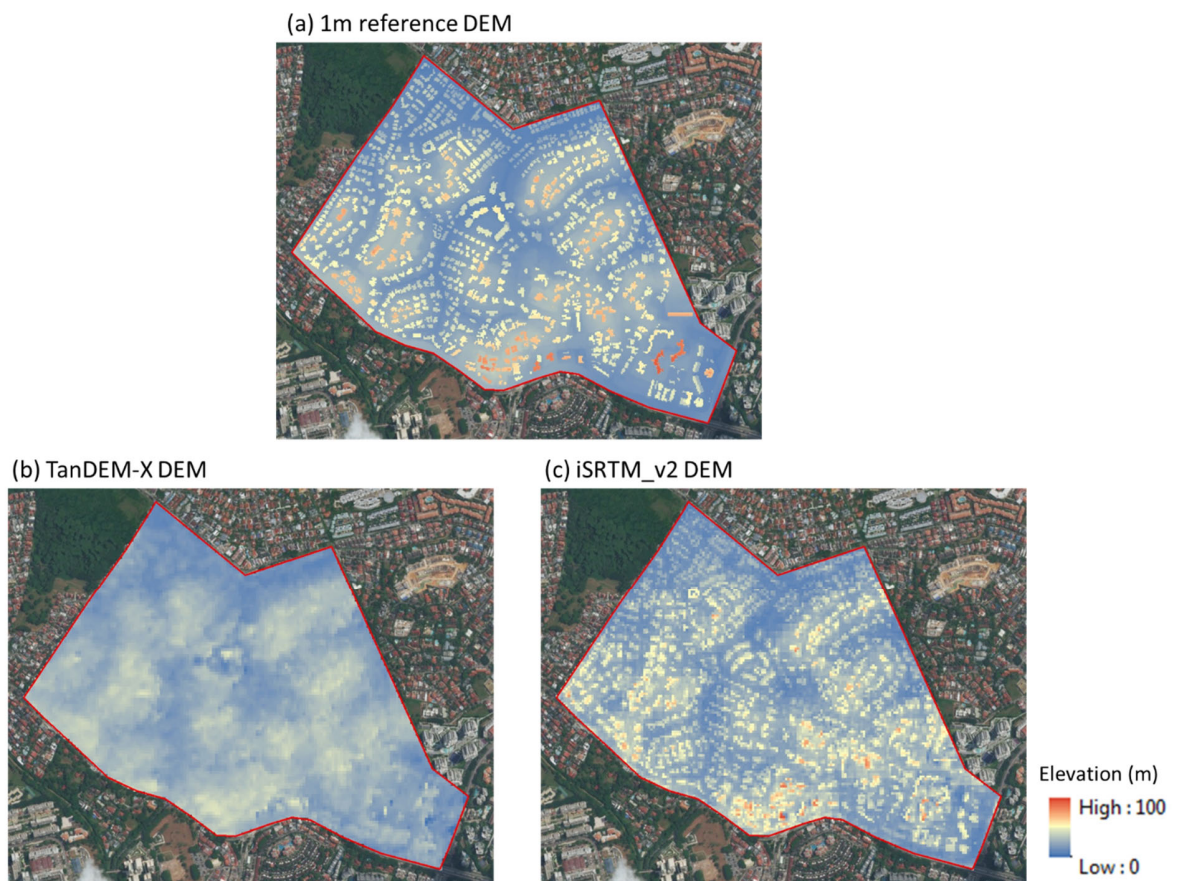 (a) 1m reference DEM
(b) TanDEM-X DEM
(c) iSRTM_v2 DEM
Elevation (m)
High : 100
Low : 0